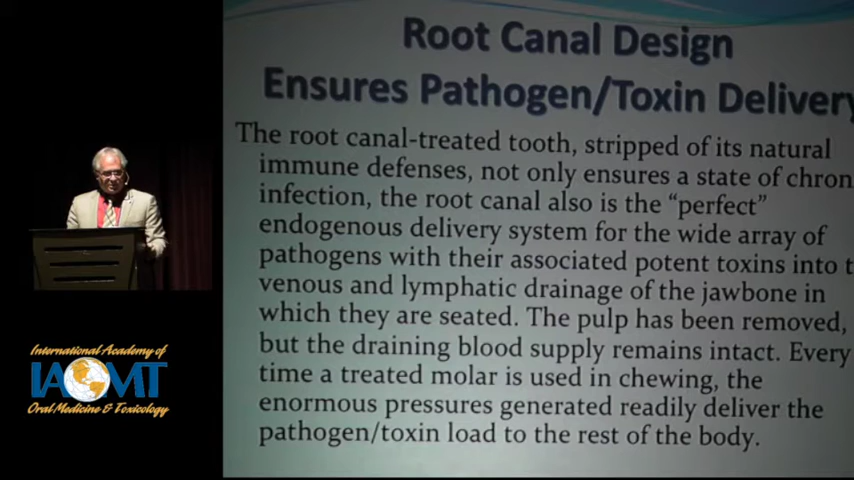 Root Canal Design
Ensures Pathogen/Toxin Delivery
The root canal-treated tooth, stripped of its natural
immune defenses, not only ensures a state of chron
infection, the root canal also is the “perfect”
endogenous delivery system for the wide array of
pathogens with their associated potent toxins into t
venous and lymphatic drainage of the jawbone in
which they are seated. The pulp has been removed,
but the draining blood supply remains intact. Every
time a treated molar is used in chewing, the
enormous pressures generated readily deliver the
pathogen/toxin load to the rest of the body.
International Academy of
IAOMT
Oral Medicine & Toxicology